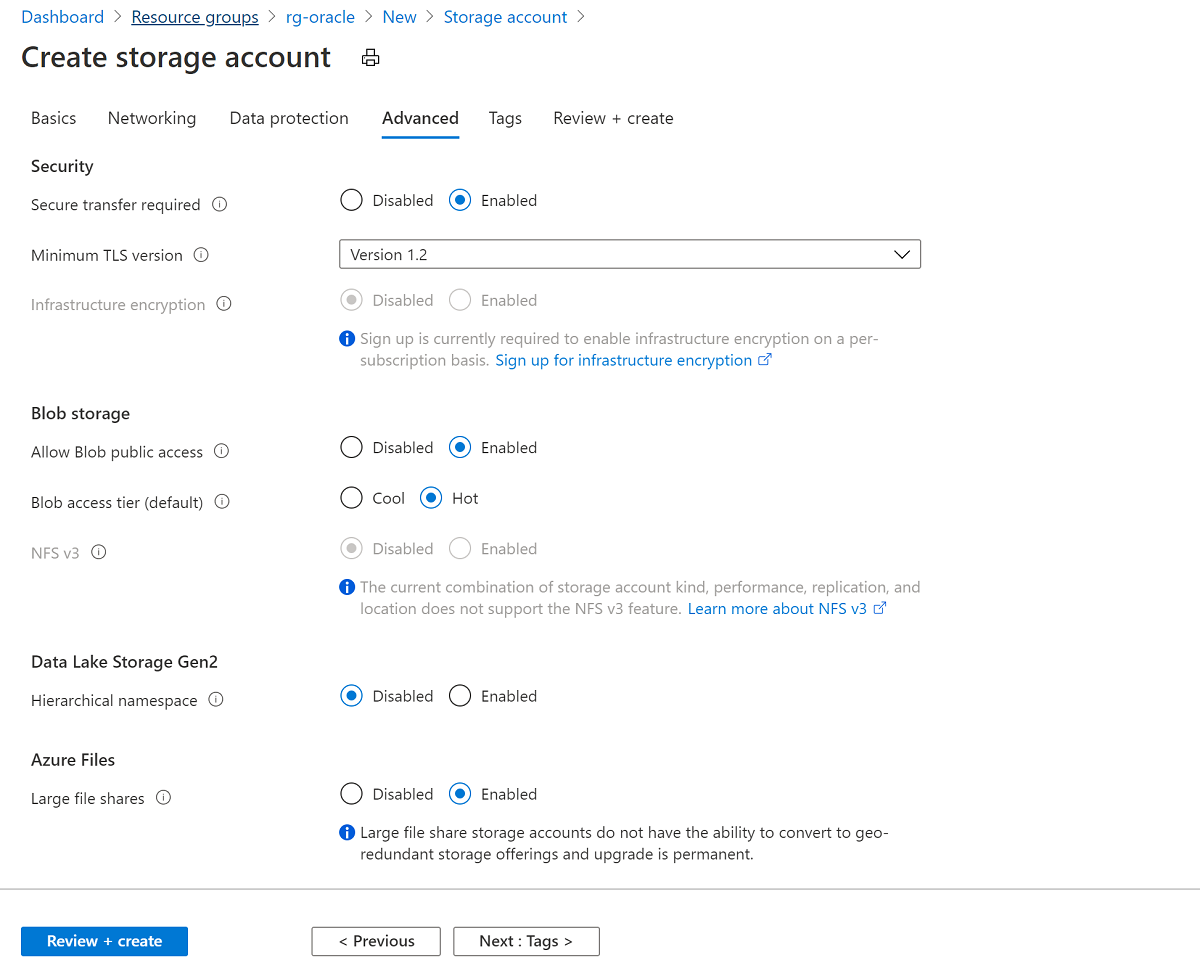 Dashboard > Resource groups > rg-oracle > New > Storage account >
Create storage account
Basics Networking Data protection Advanced Tags Review + create
Security
Secure transfer required Disabled Enabled
Minimum TLS version Version 1.2
Infrastructure encryption Disabled Enabled
Sign up is currently required to enable infrastructure encryption on a per-
subscription basis. Sign up for infrastructure encryption
Blob storage
Allow Blob public access Disabled Enabled
Blob access tier (default) Cool Hot
NFS v3 Disabled Enabled
The current combination of storage account kind, performance, replication, and
location does not support the NFS v3 feature. Learn more about NFS v3
Data Lake Storage Gen2
Hierarchical namespace Disabled Enabled
Azure Files
Large file shares Disabled Enabled
Large file share storage accounts do not have the ability to convert to geo-
redundant storage offerings and upgrade is permanent.
Review + create < Previous Next : Tags >